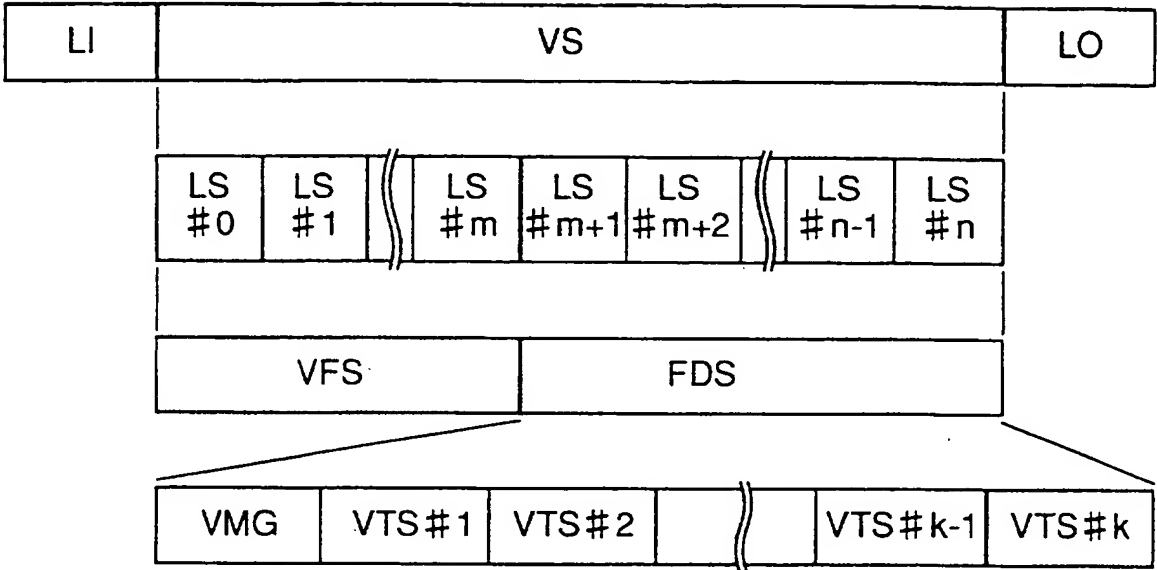 LI VS LO
LS LS LS LS LS LS LS
#0 #1 #m #m+1 #m+2 #n-1 #n
VFS FDS
VMG VTS#1 VTS#2 VTS#k-1 VTS#k